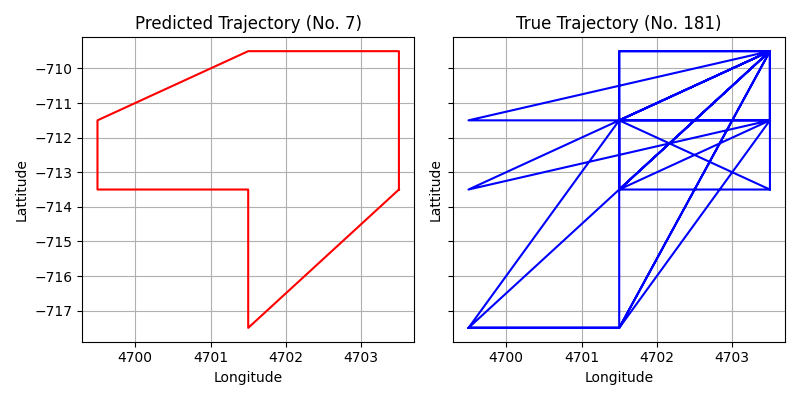 Predicted Trajectory (No. 7)
True Trajectory (No. 181)
Lattitude
−710
−711
−712
−713
−714
−715
−716
−717
4700
4701
4702
4703
Longitude
Lattitude
4700
4701
4702
4703
Longitude